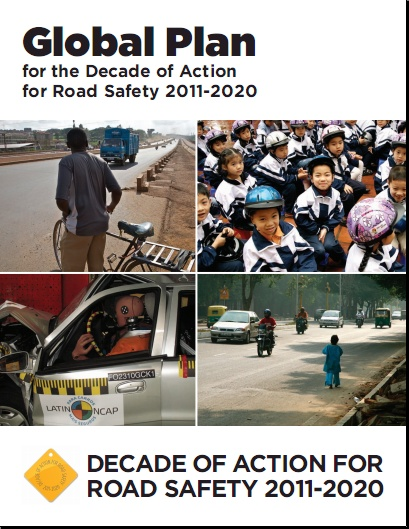 Global Plan
for the Decade of Action
for Road Safety 2011-2020
FO2310GCK1
LATIN NCAP
DECADE OF ACTION FOR
ROAD SAFETY 2011-2020